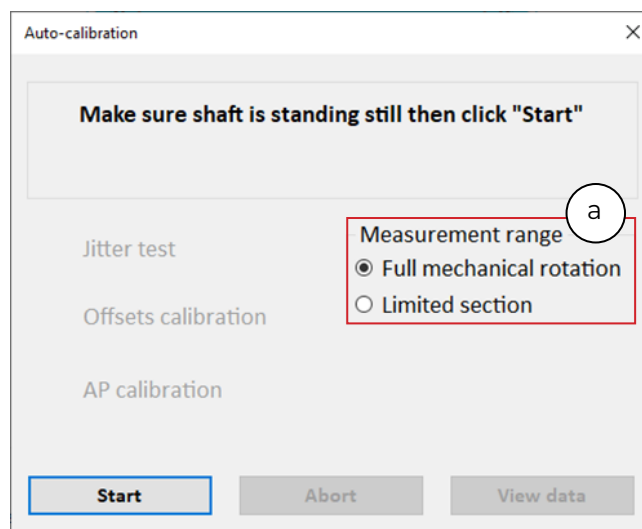 Auto-calibration
Make sure shaft is standing still then click "Start"
a
Measurement range
Jitter test
Full mechanical rotation
Limited section
Offsets calibration
AP calibration
Start Abort View data